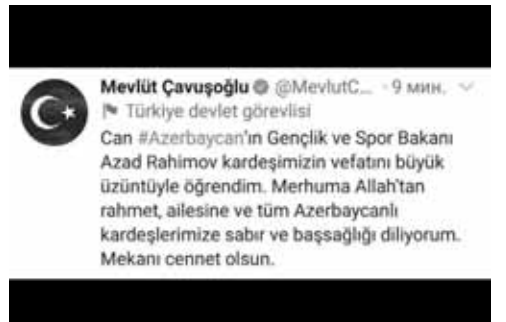 Mevlüt Çavuşoğlu @MevlutC... · 9 мин.
Türkiye devlet görevlisi
Can #Azerbaycan'ın Gençlik ve Spor Bakanı
Azad Rahimov kardeşimizin vefatını büyük
üzüntüyle öğrendim. Merhuma Allah'tan
rahmet, ailesine ve tüm Azerbaycanlı
kardeşlerimize sabır ve başsağlığı diliyorum.
Mekanı cennet olsun.